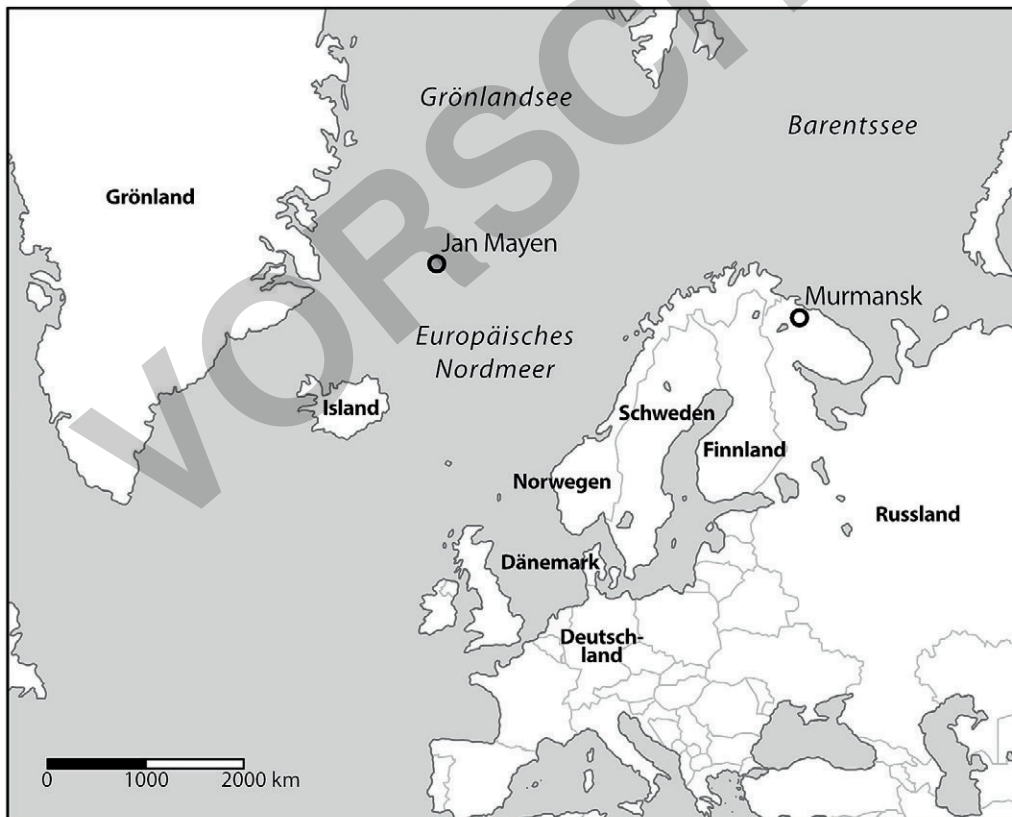 Grönlandsee
Barentssee
Grönland
Jan Mayen
Murmansk
Europäisches
Nordmeer
Island
Schweden
Finnland
Norwegen
Russland
Dänemark
Deutsch-
land
0 1000 2000 km